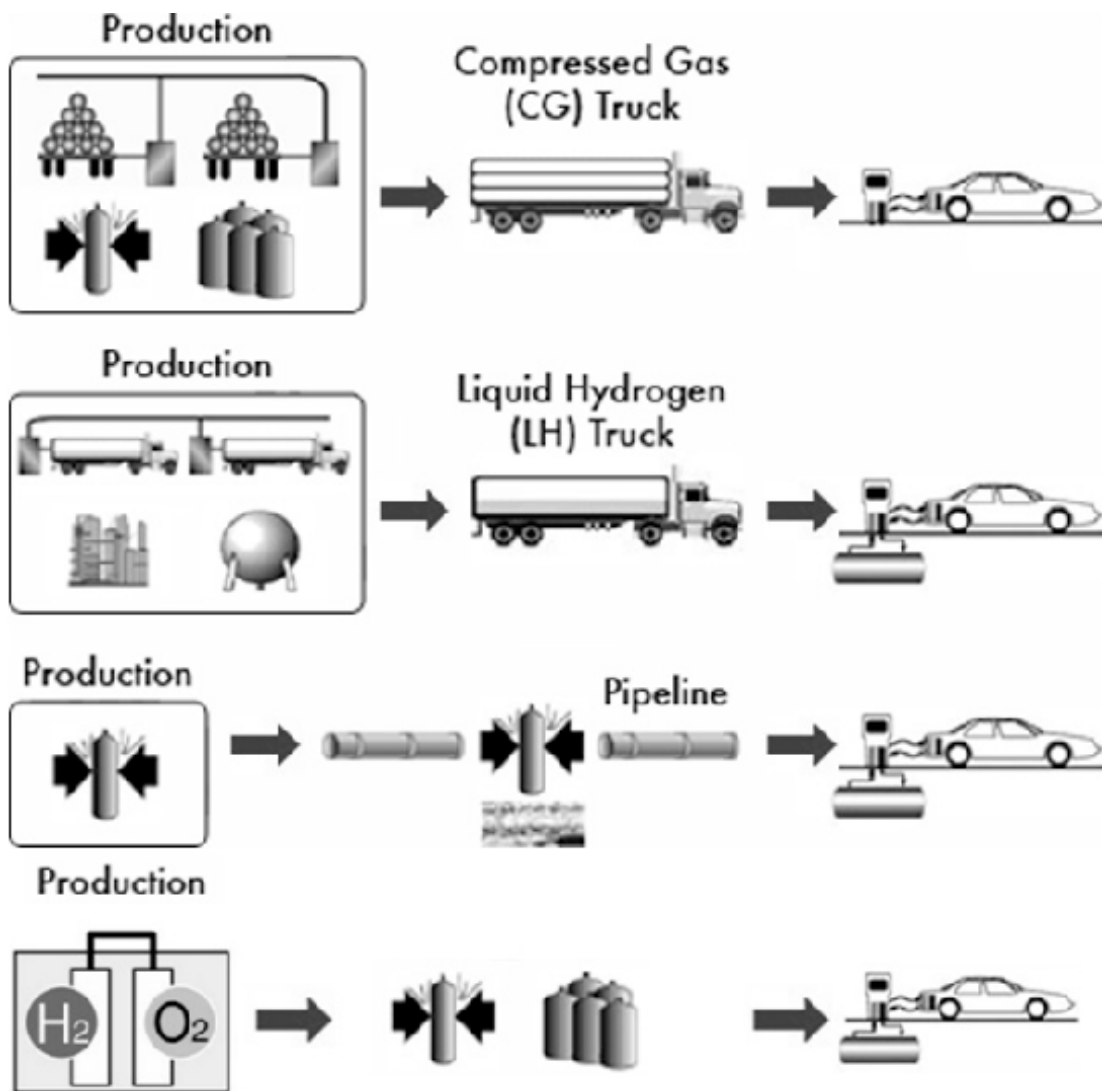 Production
Compressed Gas
(CG) Truck
Production
Liquid Hydrogen
(LH) Truck
Production
Pipeline
Production
H2
O2